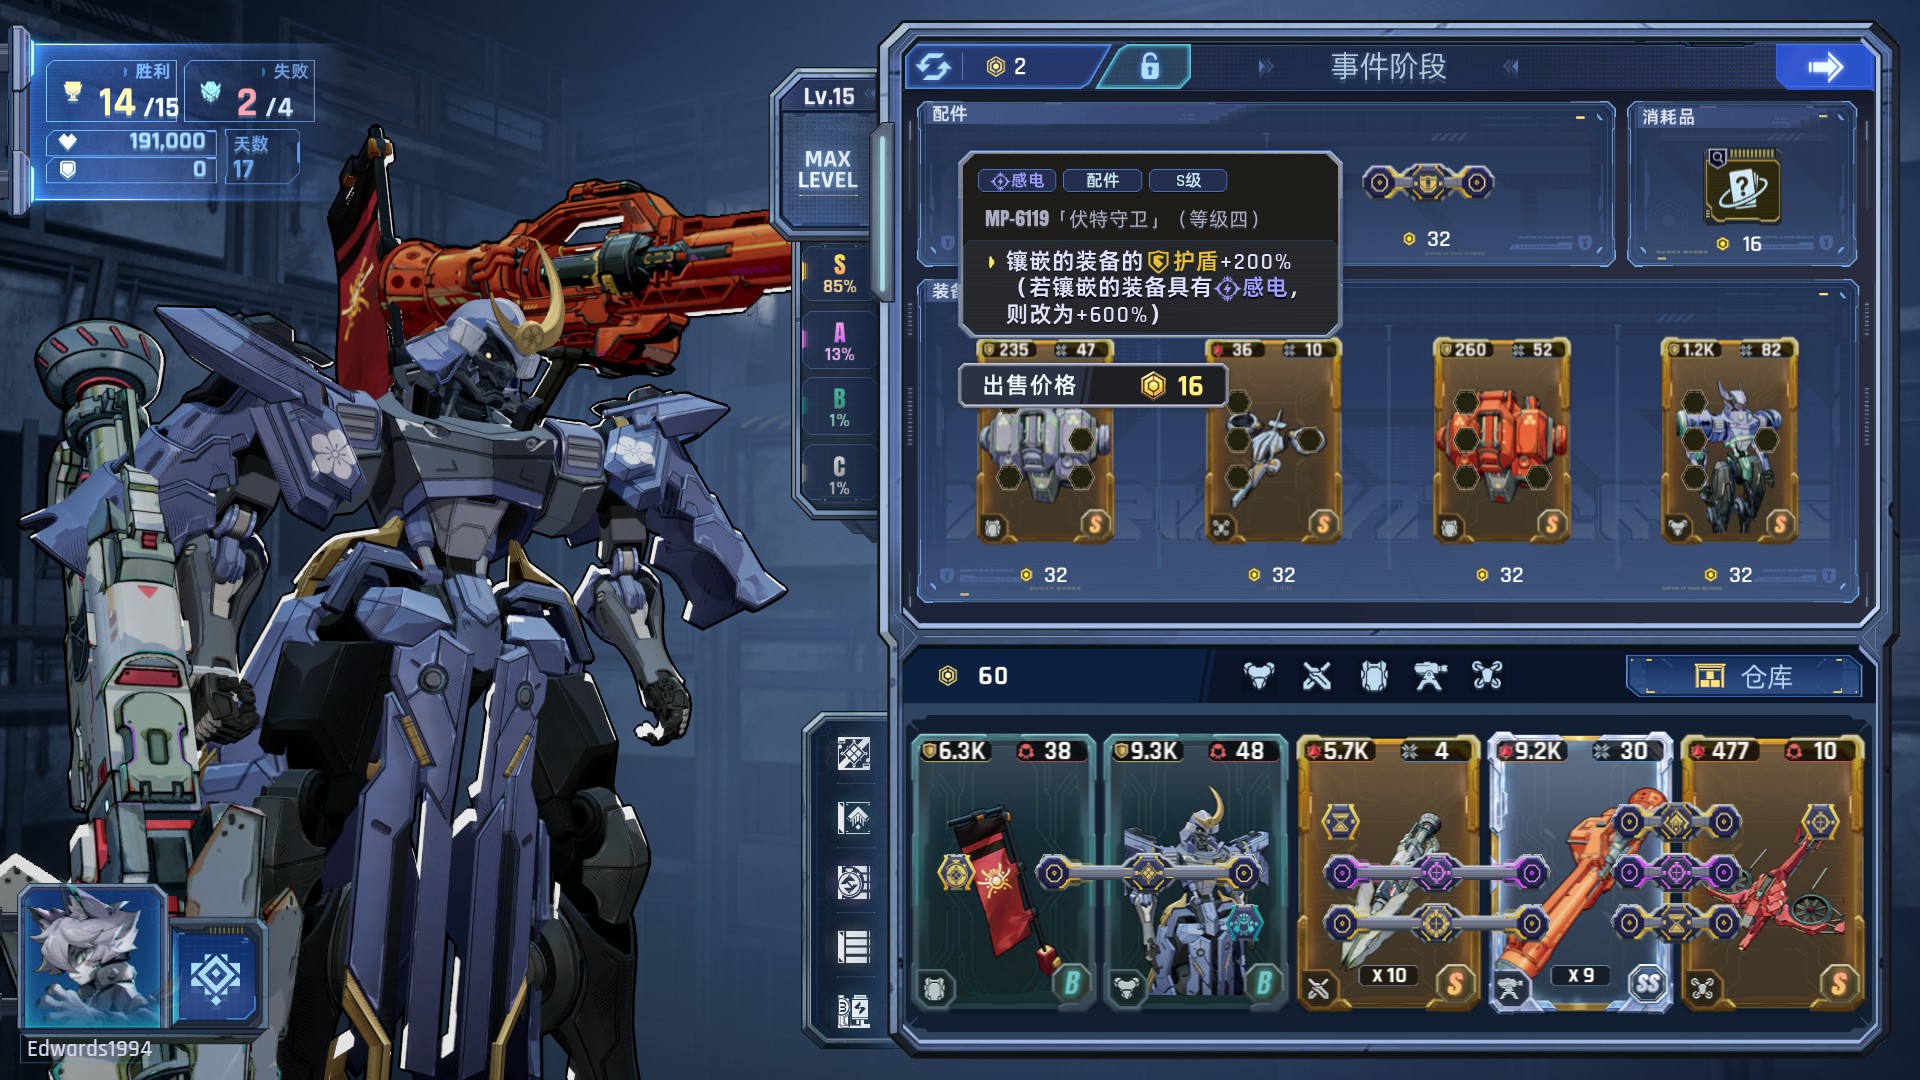 胜利
14 /15
失败
2 /4
191,000
0
天数
17
Lv.15
MAX
LEVEL
S
85%
A
13%
B
1%
C
1%
2
事件阶段
配件
32
消耗品
16
感电
配件
S级
MP-6119「伏特守卫」(等级四)
镶嵌的装备的护盾+200%
(若镶嵌的装备具有感电,
则改为+600%)
出售价格
16
235
47
S
32
36
10
S
32
260
52
S
32
1.2K
82
S
32
60
仓库
6.3K
38
B
9.3K
48
B
5.7K
4
x10
S
9.2K
30
x9
SS
477
10
S
Edwards1994